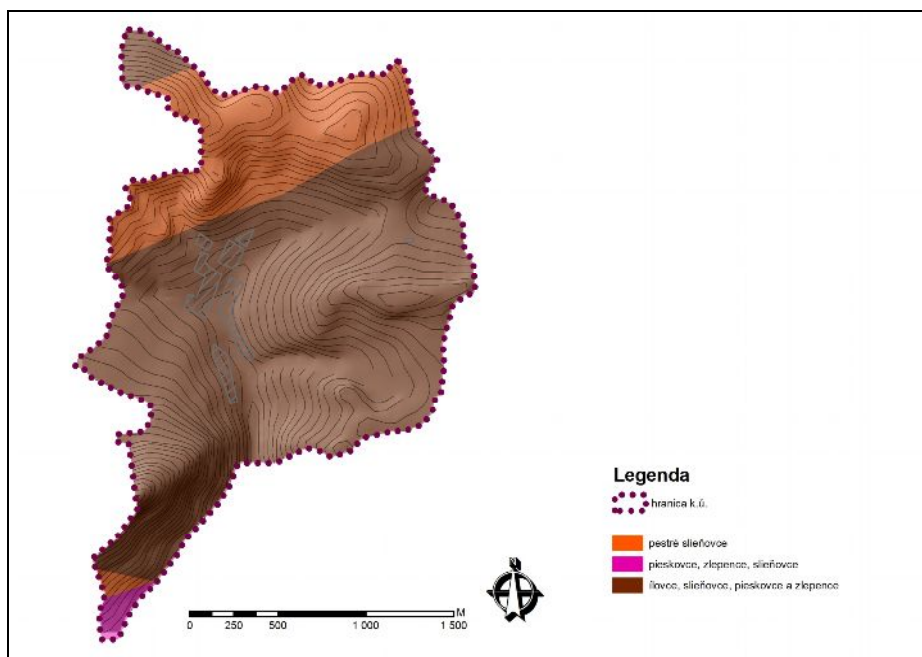 Legenda
hranica k.ú.
pestré slieňovce
pieskovce, zlepence, slieňovce
ílovce, slieňovce, pieskovce a zlepence
M
0 250 500 1 000 1 500